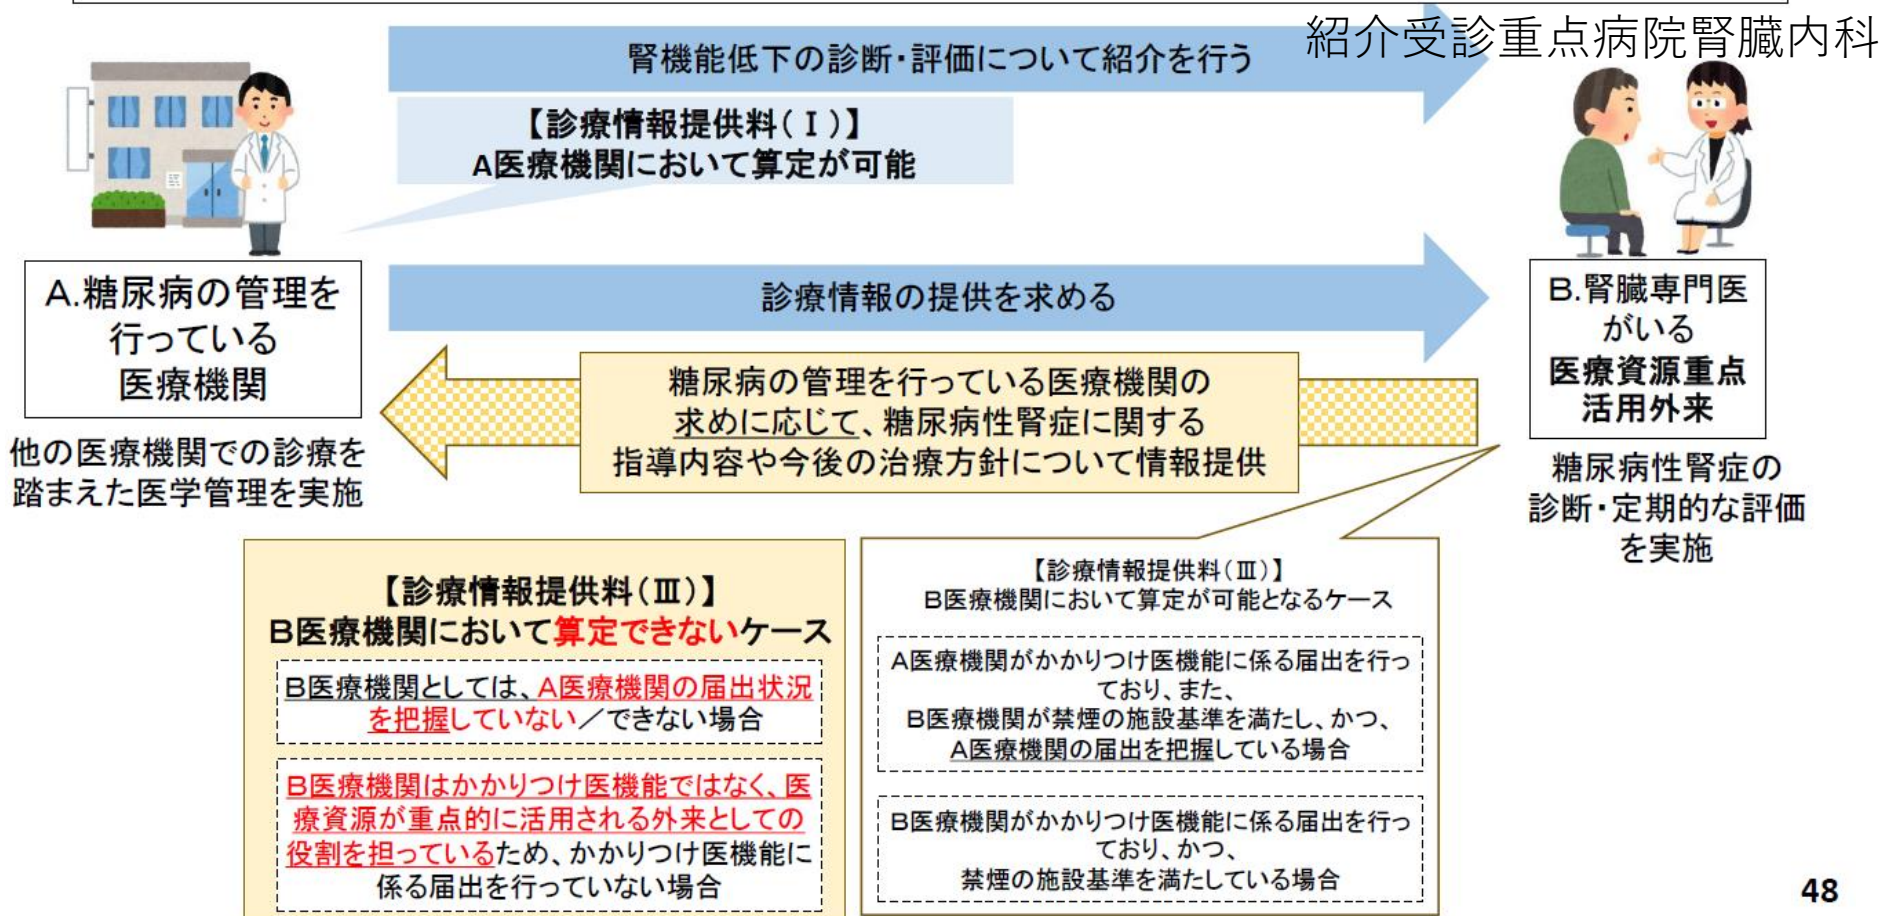 紹介受診重点病院腎臓内科
腎機能低下の診断・評価について紹介を行う
【診療情報提供料(Ⅰ)】
A医療機関において算定が可能
A.糖尿病の管理を
行っている
医療機関
他の医療機関での診療を
踏まえた医学管理を実施
診療情報の提供を求める
糖尿病の管理を行っている医療機関の
求めに応じて、糖尿病性腎症に関する
指導内容や今後の治療方針について情報提供
B.腎臓専門医
がいる
医療資源重点
活用外来
糖尿病性腎症の
診断・定期的な評価
を実施
【診療情報提供料(Ⅲ)】
B医療機関において算定できないケース
B医療機関としては、A医療機関の届出状況
を把握していない/できない場合
B医療機関はかかりつけ医機能ではなく、医
療資源が重点的に活用される外来としての
役割を担っているため、かかりつけ医機能に
係る届出を行っていない場合
【診療情報提供料(Ⅲ)】
B医療機関において算定が可能となるケース
A医療機関がかかりつけ医機能に係る届出を行っ
ており、また、
B医療機関が禁煙の施設基準を満たし、かつ、
A医療機関の届出を把握している場合
B医療機関がかかりつけ医機能に係る届出を行っ
ており、かつ、
禁煙の施設基準を満たしている場合
48